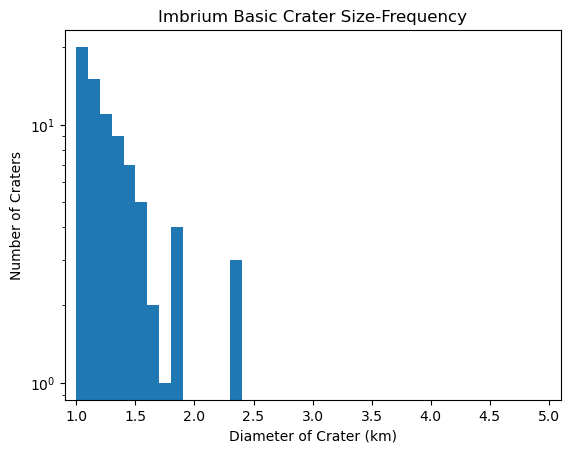 Imbrium Basic Crater Size-Frequency
Number of Craters
10¹
10⁰
1.0 1.5 2.0 2.5 3.0 3.5 4.0 4.5 5.0
Diameter of Crater (km)